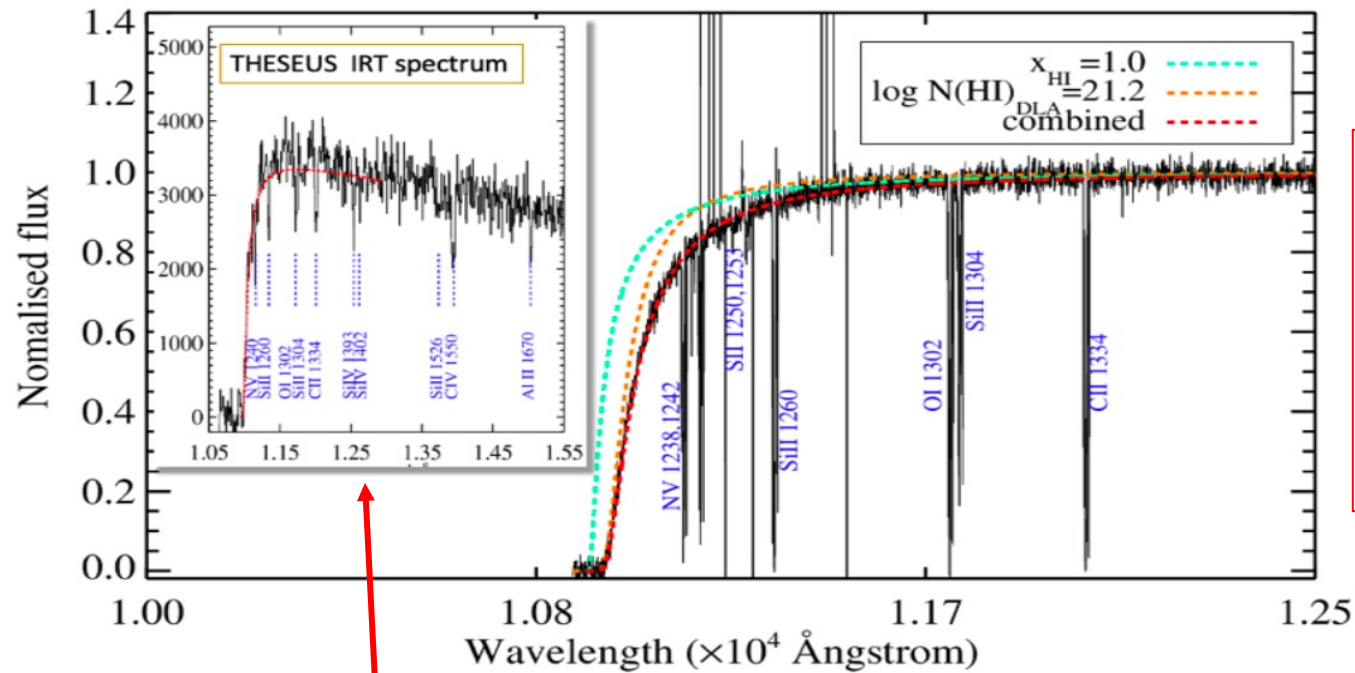 1.4
1.2
1.0
0.8
0.6
0.4
0.2
0.0
Nomalised flux
1.00
1.08
1.17
1.25
Wavelength (×10⁴ Ångstrom)
x_HI =1.0
log N(HI)_DLA =21.2
combined
NV 1238,1242
SII 1250,1253
SiII 1260
OI 1302
SiII 1304
CII 1334
THESEUS IRT spectrum
5000
4000
3000
2000
1000
0
NV 1240
SiII 1260
OI 1302
SiII 1304
CII 1334
SiIV 1393
SiIV 1402
SiII 1526
CIV 1550
Al II 1670
1.05
1.15
1.25
1.35
1.45
1.55